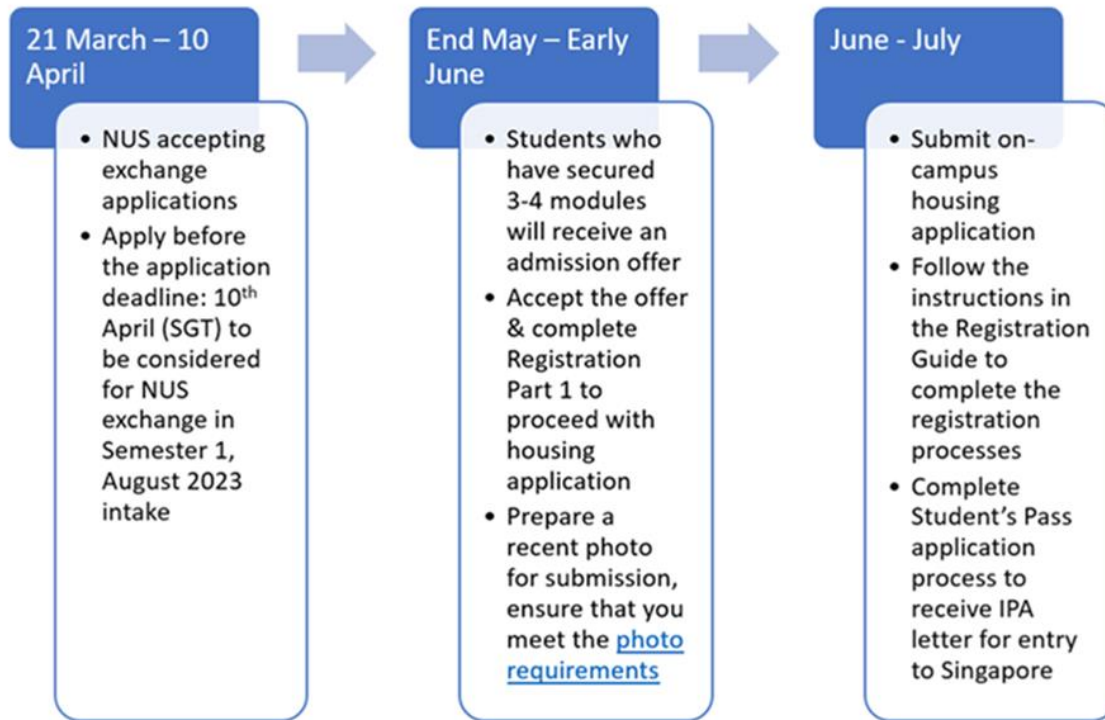 21 March – 10
April
• NUS accepting
exchange
applications
• Apply before
the application
deadline: 10th
April (SGT) to
be considered
for NUS
exchange in
Semester 1,
August 2023
intake
End May – Early
June
• Students who
have secured
3-4 modules
will receive an
admission offer
• Accept the offer
& complete
Registration
Part 1 to
proceed with
housing
application
• Prepare a
recent photo
for submission,
ensure that you
meet the photo
requirements
June - July
• Submit on-
campus
housing
application
• Follow the
instructions in
the Registration
Guide to
complete the
registration
processes
• Complete
Student’s Pass
application
process to
receive IPA
letter for entry
to Singapore